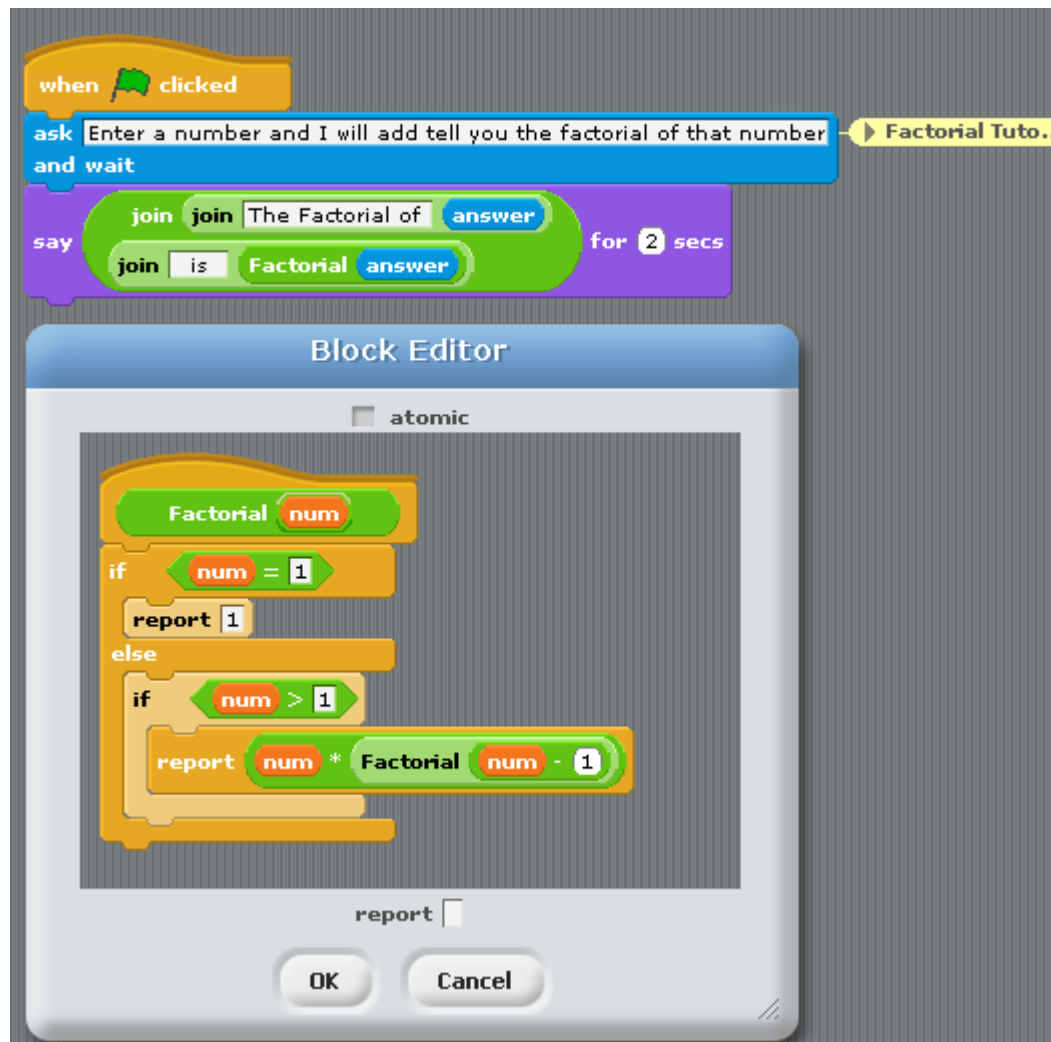 when clicked
ask Enter a number and I will add tell you the factorial of that number
Factorial Tuto..
and wait
join join The Factorial of answer
say for 2 secs
join is Factorial answer
Block Editor
atomic
Factorial num
if num = 1
report 1
else
if num > 1
report num * Factorial num - 1
report
OK Cancel